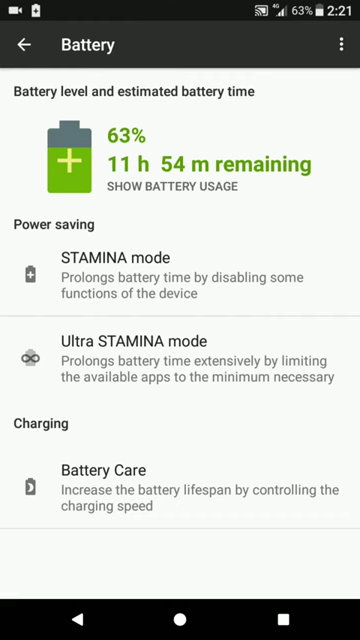 4G 63% 2:21
Battery
Battery level and estimated battery time
63%
11 h 54 m remaining
SHOW BATTERY USAGE
Power saving
STAMINA mode
Prolongs battery time by disabling some
functions of the device
Ultra STAMINA mode
Prolongs battery time extensively by limiting
the available apps to the minimum necessary
Charging
Battery Care
Increase the battery lifespan by controlling the
charging speed